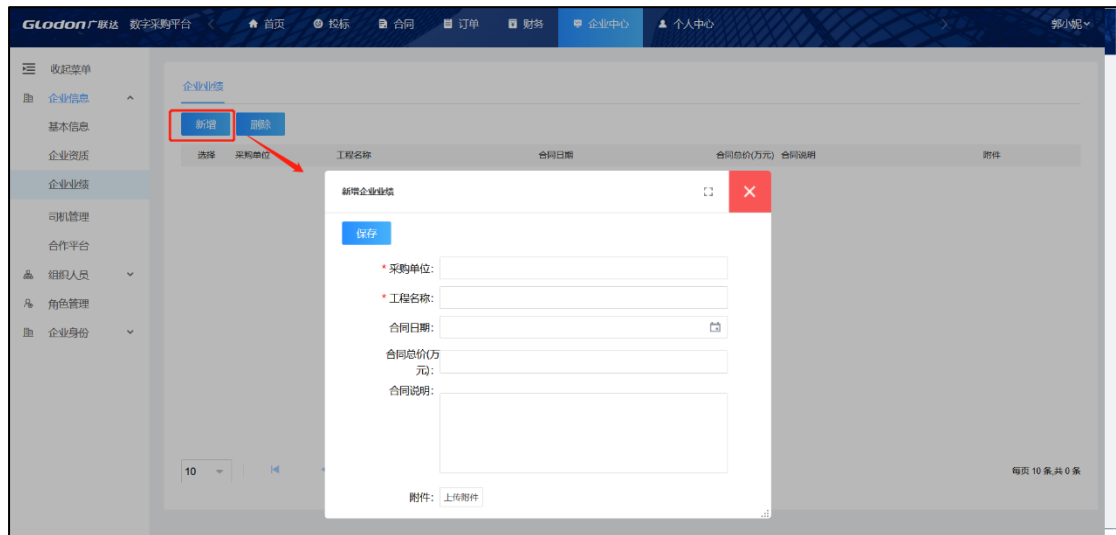 GLodon广联达 数字采购平台 首页 投标 合同 订单 财务 企业中心 个人中心 郭小妮
收起菜单
企业信息
基本信息
企业资质
企业业绩
司机管理
合作平台
组织人员
角色管理
企业身份
企业业绩
新增 删除
选择 采购单位 工程名称 合同日期 合同总价(万元) 合同说明 附件
新增企业业绩
保存
* 采购单位:
* 工程名称:
合同日期:
合同总价(万
元):
合同说明:
附件: 上传附件
10 每页 10 条,共 0 条